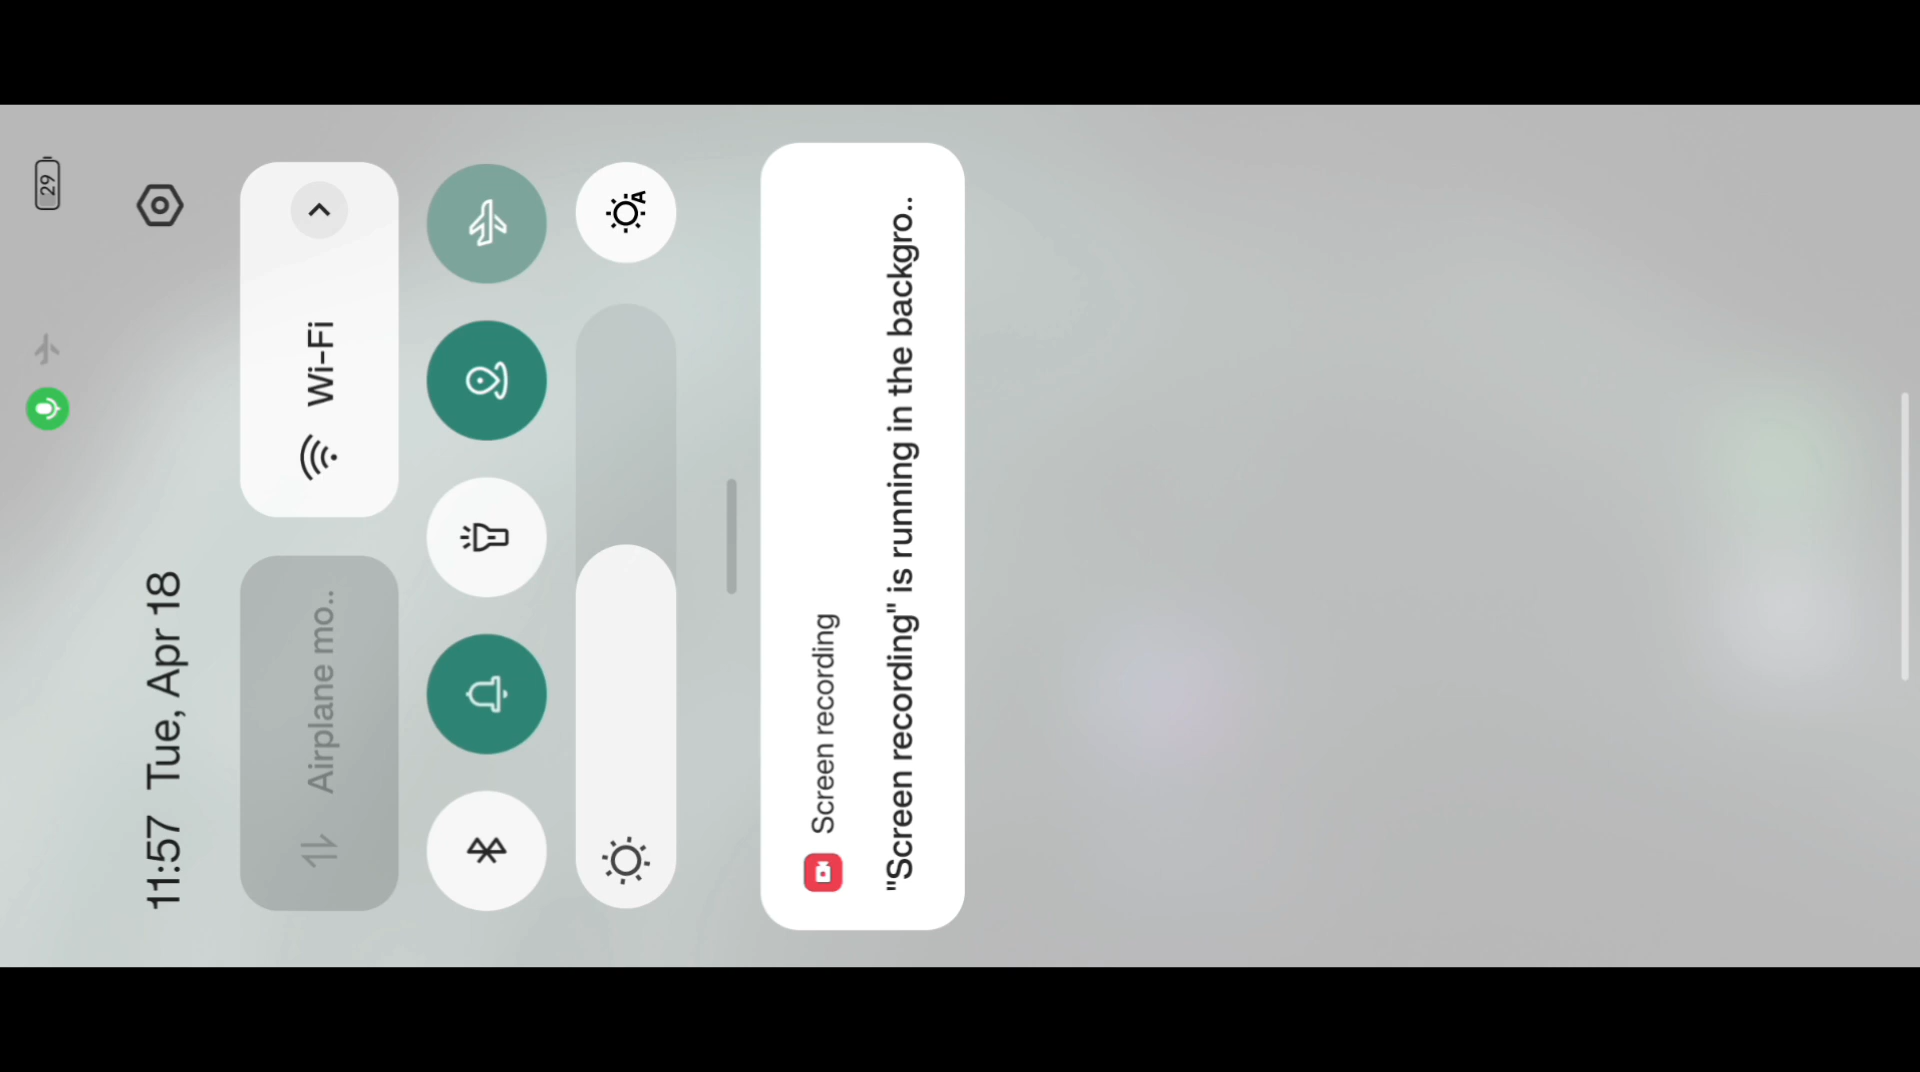 29
11:57 Tue, Apr 18
Airplane mo..
Wi-Fi
A
Screen recording
"Screen recording" is running in the backgro..